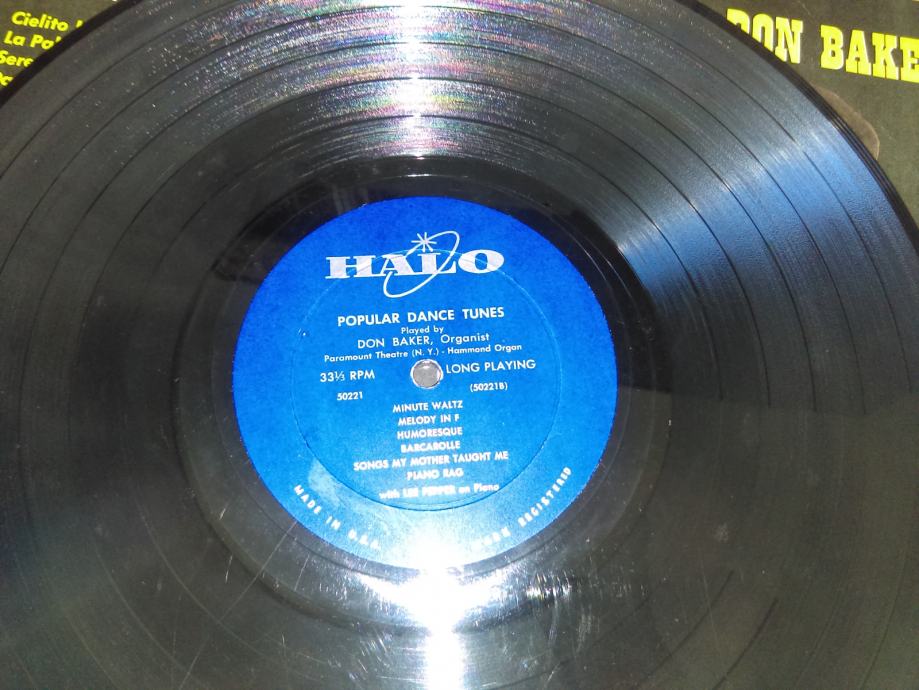 Cielito
La
DON BAKE
HALO
POPULAR DANCE TUNES
Played by
DON BAKER, Organist
Paramount Theatre (N. Y.) - Hammond Organ
33⅓ RPM LONG PLAYING
50221 (50221B)
MINUTE WALTZ
MELODY IN F
HUMORESQUE
BARCAROLLE
SONGS MY MOTHER TAUGHT ME
PIANO RAG
with LEE PEPPER on Piano
MADE IN U.S.A.
REGISTERED